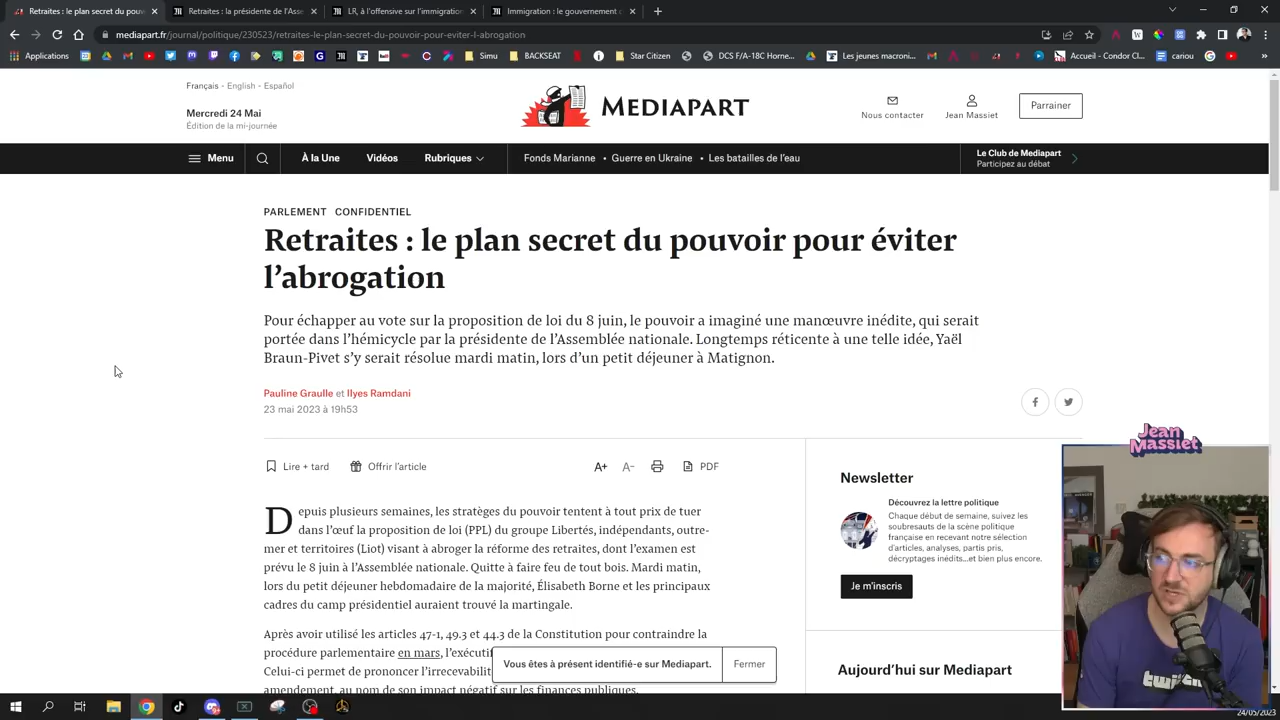 Retraites : le plan secret du pou
Retraites : la présidente de l'Asse
LR, à l'offensive sur l'immigration
Immigration : le gouvernement c
mediapart.fr/journal/politique/230523/retraites-le-plan-secret-du-pouvoir-pour-eviter-l-abrogation
Applications
Simu
BACKSEAT
Star Citizen
DCS F/A-18C Horne...
Les jeunes macroni...
Accueil - Condor Cl...
cariou
Français - English - Español
Mercredi 24 Mai
Édition de la mi-journée
MEDIAPART
Nous contacter
Jean Massiet
Parrainer
Menu
À la Une
Vidéos
Rubriques
Fonds Marianne • Guerre en Ukraine • Les batailles de l'eau
Le Club de Mediapart
Participez au débat
PARLEMENT CONFIDENTIEL
Retraites : le plan secret du pouvoir pour éviter
l'abrogation
Pour échapper au vote sur la proposition de loi du 8 juin, le pouvoir a imaginé une manœuvre inédite, qui serait
portée dans l'hémicycle par la présidente de l'Assemblée nationale. Longtemps réticente à une telle idée, Yaël
Braun-Pivet s'y serait résolue mardi matin, lors d'un petit déjeuner à Matignon.
Pauline Graulle et Ilyes Ramdani
23 mai 2023 à 19h53
Lire + tard
Offrir l'article
A+
A-
PDF
Depuis plusieurs semaines, les stratèges du pouvoir tentent à tout prix de tuer
dans l'œuf la proposition de loi (PPL) du groupe Libertés, indépendants, outre-
mer et territoires (Liot) visant à abroger la réforme des retraites, dont l'examen est
prévu le 8 juin à l'Assemblée nationale. Quitte à faire feu de tout bois. Mardi matin,
lors du petit déjeuner hebdomadaire de la majorité, Élisabeth Borne et les principaux
cadres du camp présidentiel auraient trouvé la martingale.
Après avoir utilisé les articles 47-1, 49.3 et 44.3 de la Constitution pour contraindre la
procédure parlementaire en mars, l'exécutif
Celui-ci permet de prononcer l'irrecevabilit
amendement, au nom de son impact négatif sur les finances publiques.
Vous êtes à présent identifié-e sur Mediapart.
Fermer
Newsletter
Découvrez la lettre politique
Chaque début de semaine, suivez les
soubresauts de la scène politique
française en recevant notre sélection
d'articles, analyses, partis pris,
décryptages inédits...et bien plus encore.
Je m'inscris
Aujourd'hui sur Mediapart
Jean
Massiet
24/05/2023